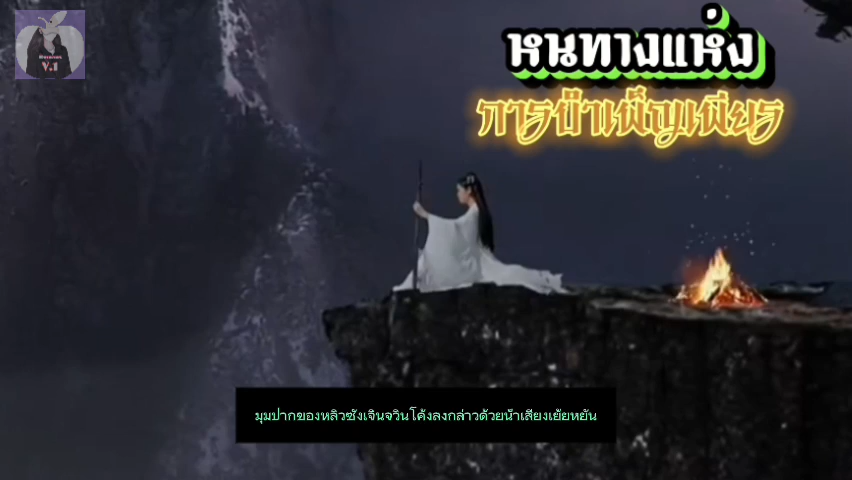 หนทางแห่ง
การบำเพ็ญเพียร
มุมปากของหลิวซังเจินจวินโค้งลงกล่าวด้วยน้ำเสียงเย้ยหยัน
V.1